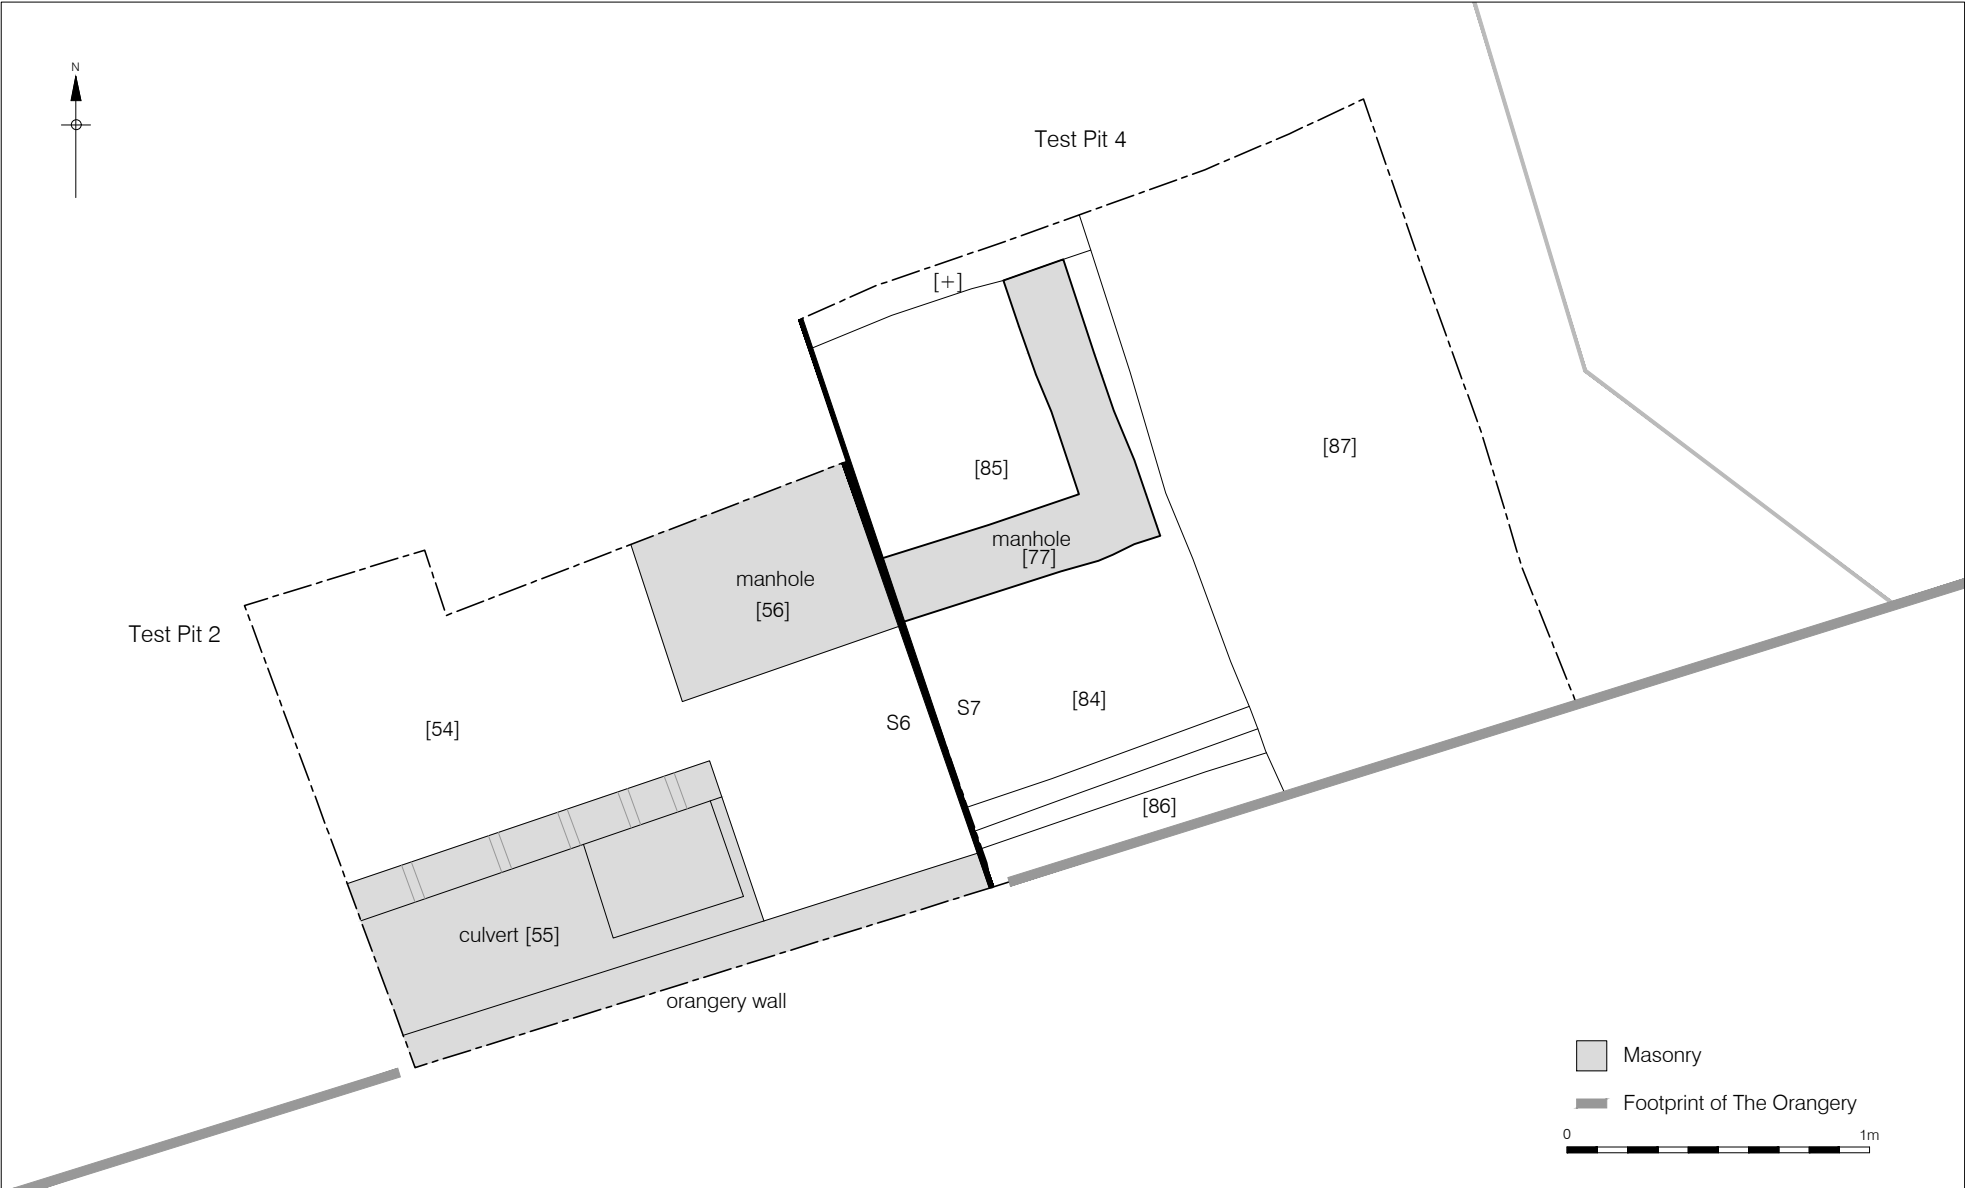 N
Test Pit 4
[+]
[87]
[85]
manhole
[77]
manhole
[56]
Test Pit 2
[84]
S7
S6
[54]
[86]
culvert [55]
orangery wall
Masonry
Footprint of The Orangery
0 1m